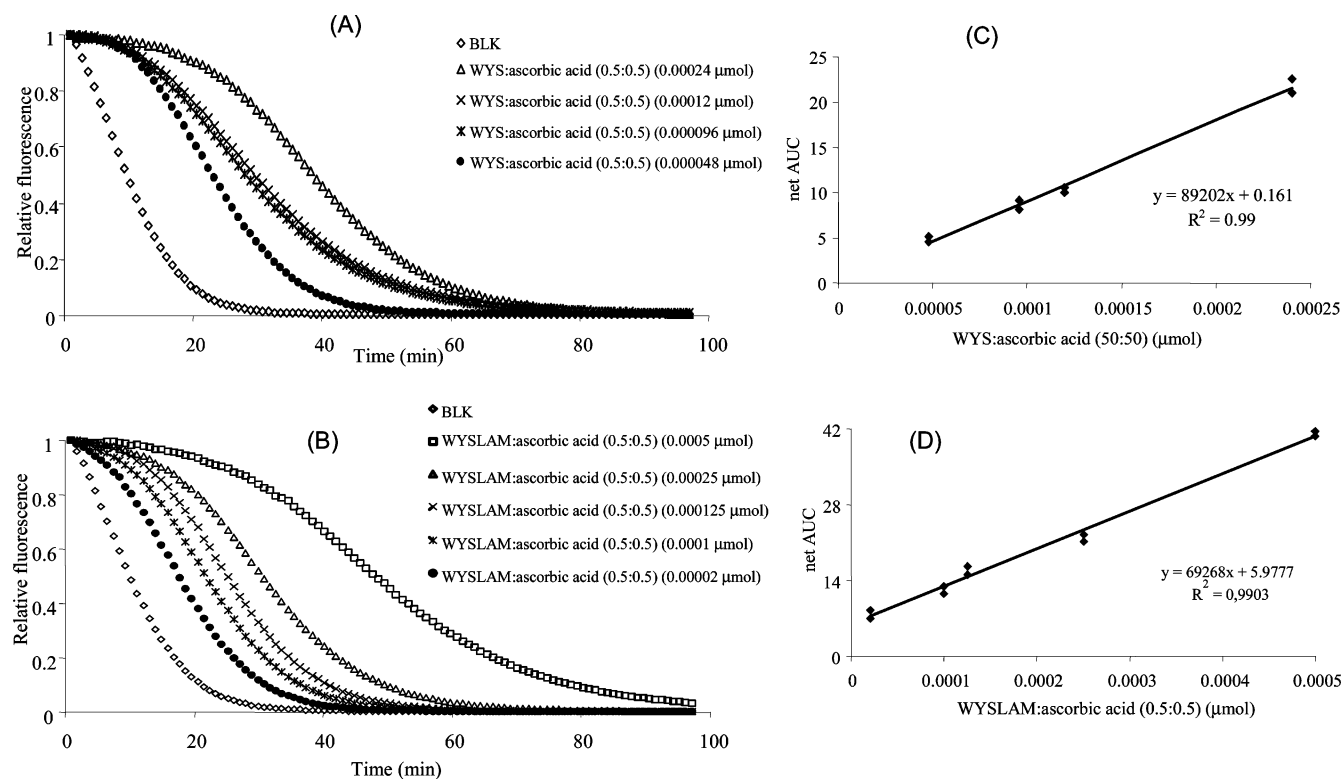 (A)
1
0.8
0.6
0.4
0.2
0
Relative fluorescence
0
20
40
60
80
100
Time (min)
BLK
WYS:ascorbic acid (0.5:0.5) (0.00024 µmol)
WYS:ascorbic acid (0.5:0.5) (0.00012 µmol)
WYS:ascorbic acid (0.5:0.5) (0.000096 µmol)
WYS:ascorbic acid (0.5:0.5) (0.000048 µmol)
(C)
25
20
15
10
5
0
net AUC
y = 89202x + 0.161
R² = 0.99
0
0.00005
0.0001
0.00015
0.0002
0.00025
WYS:ascorbic acid (50:50) (µmol)
(B)
1
0.8
0.6
0.4
0.2
0
Relative fluorescence
0
20
40
60
80
100
Time (min)
BLK
WYSLAM:ascorbic acid (0.5:0.5) (0.0005 µmol)
WYSLAM:ascorbic acid (0.5:0.5) (0.00025 µmol)
WYSLAM:ascorbic acid (0.5:0.5) (0.000125 µmol)
WYSLAM:ascorbic acid (0.5:0.5) (0.0001 µmol)
WYSLAM:ascorbic acid (0.5:0.5) (0.00002 µmol)
(D)
42
28
14
0
net AUC
y = 69268x + 5.9777
R² = 0,9903
0
0.0001
0.0002
0.0003
0.0004
0.0005
WYSLAM:ascorbic acid (0.5:0.5) (µmol)